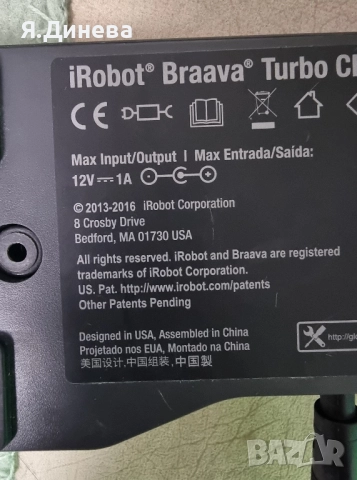 Я.Динева
iRobot® Braava® Turbo
Max Input/Output | Max Entrada/Saída:
12V 1A
© 2013-2016 iRobot Corporation
8 Crosby Drive
Bedford, MA 01730 USA
All rights reserved. iRobot and Braava are registered
trademarks of iRobot Corporation.
US. Pat. http://www.irobot.com/patents
Other Patents Pending
Designed in USA, Assembled in China
Projetado nos EUA, Montado na China
美国设计,中国组装,中国製
http://glo
BAZAR